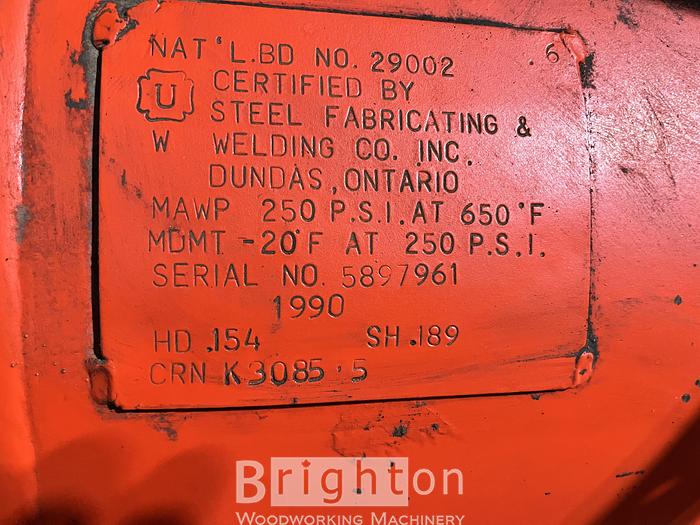 NAT'L.BD NO. 29002 .6
U CERTIFIED BY
STEEL FABRICATING &
W WELDING CO. INC.
DUNDAS, ONTARIO
MAWP 250 P.S.I. AT 650°F
MDMT -20°F AT 250 P.S.I.
SERIAL NO. 5897961
1990
HD .154 SH .189
CRN K3085.5
Brighton
WOODWORKING MACHINERY